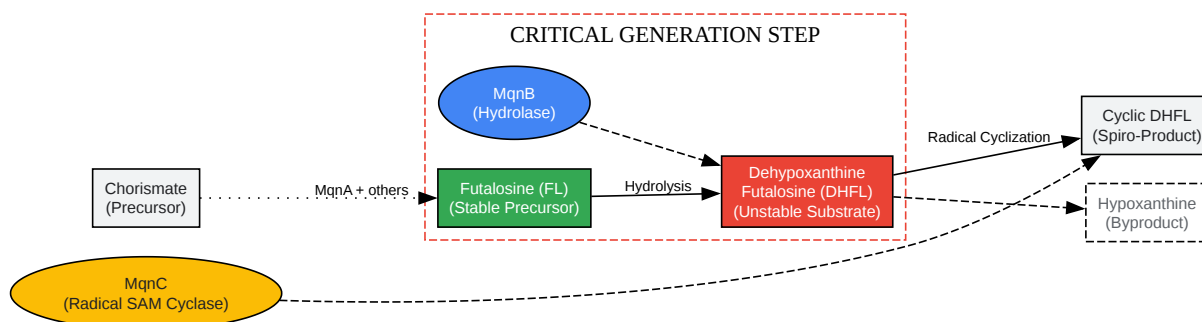 CRITICAL GENERATION STEP
MqnB
(Hydrolase)
Chorismate
(Precursor)
MqnA + others
Futalosine (FL)
(Stable Precursor)
Hydrolysis
Dehypoxanthine
Futalosine (DHFL)
(Unstable Substrate)
Radical Cyclization
Cyclic DHFL
(Spiro-Product)
Hypoxanthine
(Byproduct)
MqnC
(Radical SAM Cyclase)